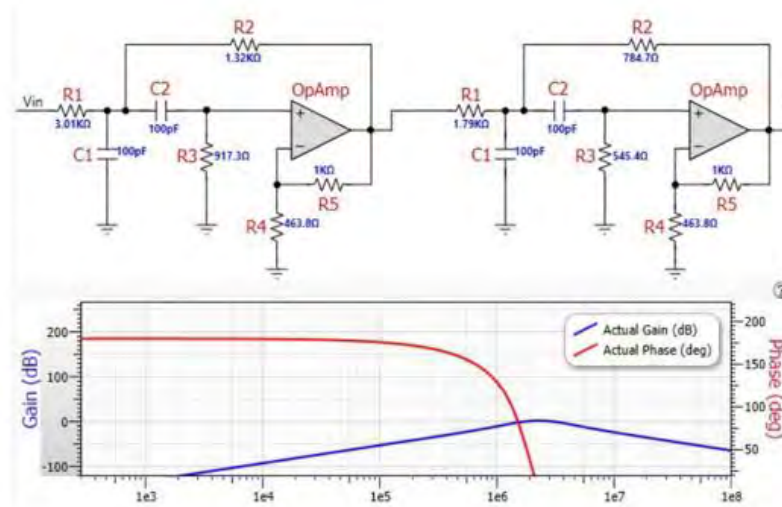 R2
1.32KΩ
R2
784.7Ω
Vin
R1
3.01KΩ
C2
100pF
OpAmp
R1
1.79KΩ
C2
100pF
OpAmp
C1
100pF
R3
917.3Ω
C1
100pF
R3
545.4Ω
1KΩ
R5
1KΩ
R5
R4
463.8Ω
R4
463.8Ω
Actual Gain (dB)
Actual Phase (deg)
Gain (dB)
200
100
0
-100
Phase (deg)
200
150
100
50
1e3
1e4
1e5
1e6
1e7
1e8